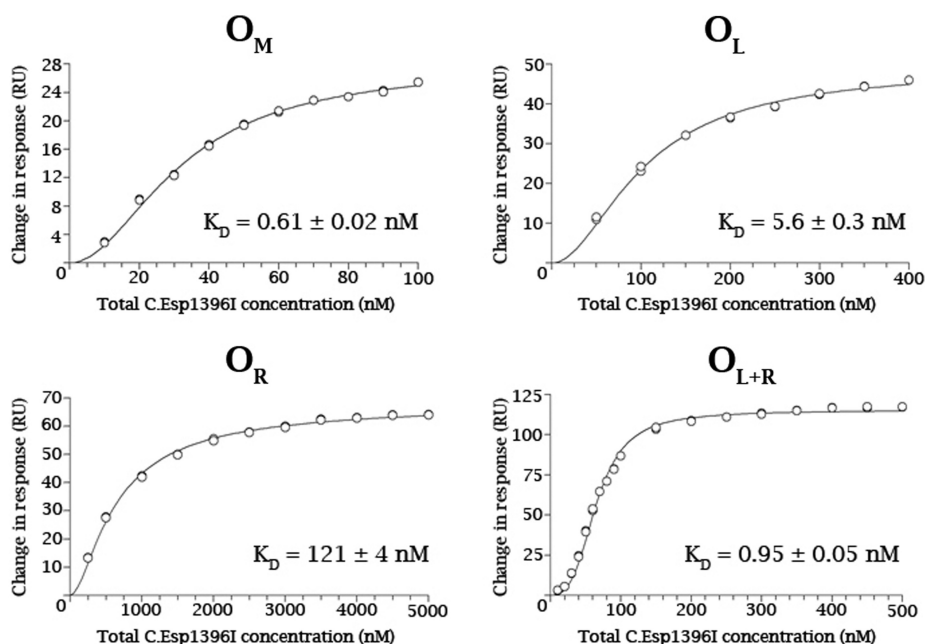 O_M
Change in response (RU)
28
24
20
16
12
8
4
0
20
40
60
80
100
K_D = 0.61 ± 0.02 nM
Total C.Esp1396I concentration (nM)
O_L
Change in response (RU)
50
40
30
20
10
0
100
200
300
400
K_D = 5.6 ± 0.3 nM
Total C.Esp1396I concentration (nM)
O_R
Change in response (RU)
70
60
50
40
30
20
10
0
1000
2000
3000
4000
5000
K_D = 121 ± 4 nM
Total C.Esp1396I concentration (nM)
O_L+R
Change in response (RU)
125
100
75
50
25
0
100
200
300
400
500
K_D = 0.95 ± 0.05 nM
Total C.Esp1396I concentration (nM)